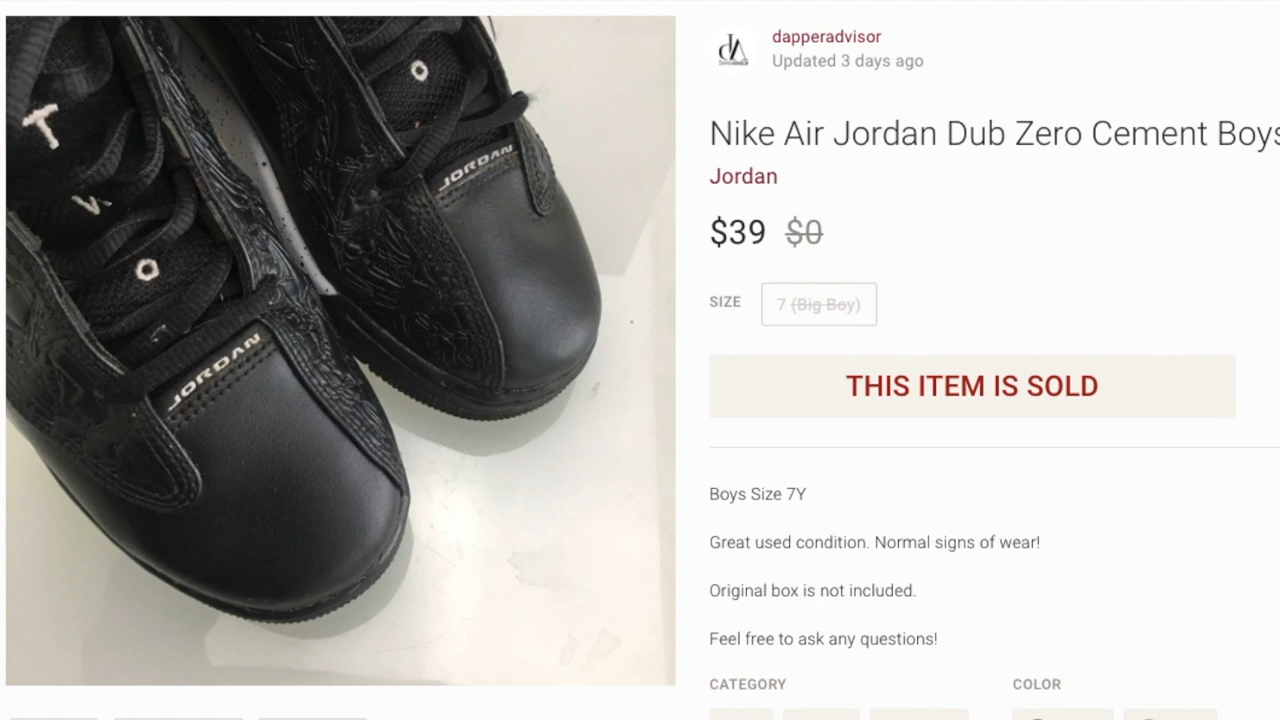 T
W
O
JORDAN
O
JORDAN
dapperadvisor
Updated 3 days ago
Nike Air Jordan Dub Zero Cement Boys
Jordan
$39 $0
SIZE 7 (Big Boy)
THIS ITEM IS SOLD
Boys Size 7Y
Great used condition. Normal signs of wear!
Original box is not included.
Feel free to ask any questions!
CATEGORY COLOR